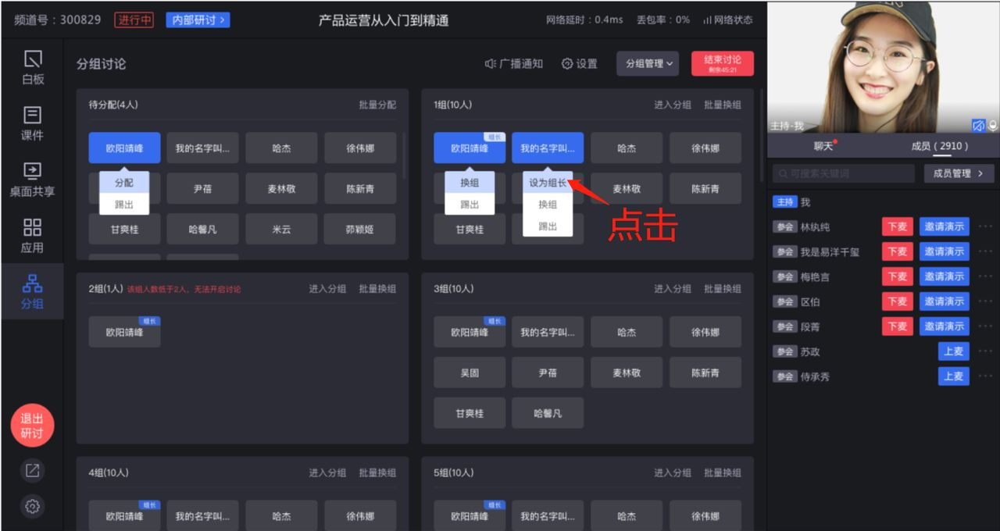 频道号：300829 进行中 内部研讨 > 产品运营从入门到精通 网络延时：0.4ms 丢包率：0% 网络状态
白板
课件
桌面共享
应用
分组
退出
研讨
分组讨论 广播通知 设置 分组管理
结束讨论
剩余45:21
待分配(4人) 批量分配
欧阳靖峰 我的名字叫... 哈杰 徐伟娜
分配 尹蓓 麦林敬 陈新青
踢出
甘爽桂 哈馨凡 米云 茆颖姬
1组(10人) 进入分组 批量换组
组长
欧阳靖峰 我的名字叫... 哈杰 徐伟娜
换组 设为组长 麦林敬 陈新青
踢出 换组
甘爽桂 踢出
点击
2组(1人) 该组人数低于2人，无法开启讨论 进入分组 批量换组
组长
欧阳靖峰
3组(10人) 进入分组 批量换组
组长
欧阳靖峰 我的名字叫... 哈杰 徐伟娜
吴固 尹蓓 麦林敬 陈新青
甘爽桂 哈馨凡
4组(10人) 进入分组 批量换组
组长
欧阳靖峰 我的名字叫... 哈杰 徐伟娜
5组(10人) 进入分组 批量换组
组长
欧阳靖峰 我的名字叫... 哈杰 徐伟娜
主持-我
聊天 成员（2910）
可搜索关键词 成员管理 >
主持 我
参会 林纨纯 下麦 邀请演示 ...
参会 我是易洋千玺 下麦 邀请演示 ...
参会 梅艳言 下麦 邀请演示 ...
参会 区伯 下麦 邀请演示 ...
参会 段菁 下麦 邀请演示 ...
参会 苏政 上麦 ...
参会 侍承秀 上麦 ...